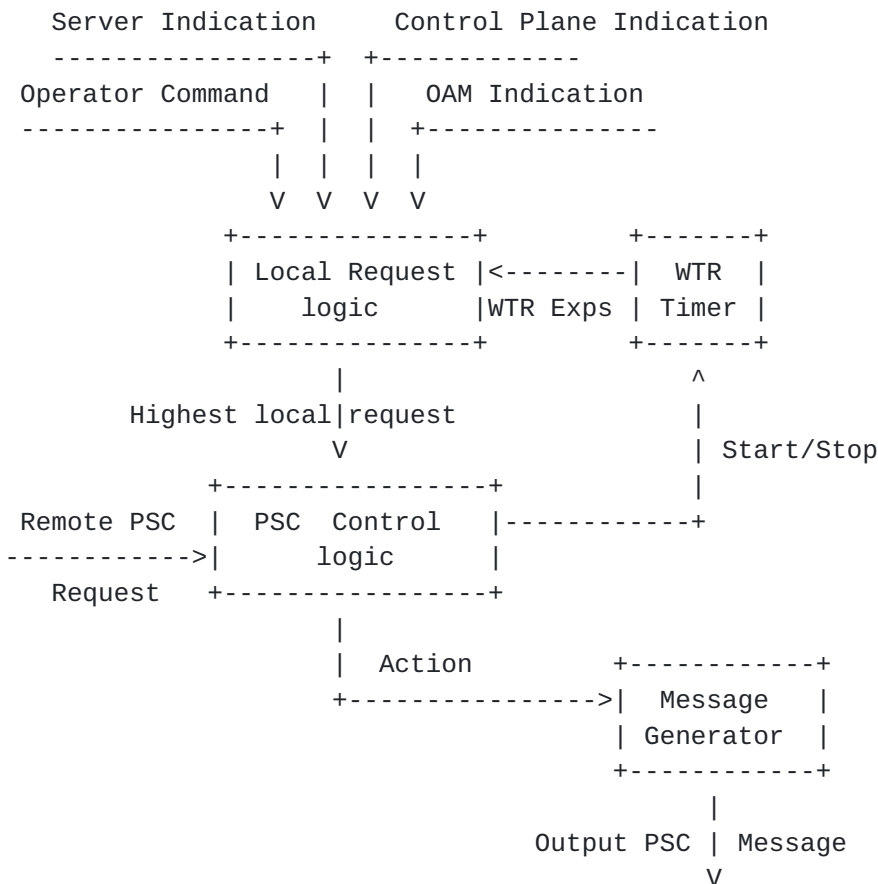 Server Indication     Control Plane Indication
-----------------+  +-------------
Operator Command   |  |   OAM Indication
----------------+  |  |  +---------------
|  |  |  |
V  V  V  V
+---------------+         +-------+
| Local Request |<--------|  WTR  |
|     logic     |WTR Exps | Timer |
+---------------+         +-------+
|                      ^
Highest local|request               |
V                      | Start/Stop
+-----------------+            |
Remote PSC  |  PSC  Control   |------------+
------------>|      logic      |
Request   +-----------------+
|
|  Action         +------------+
+---------------->|  Message   |
| Generator  |
+------------+
|
Output PSC | Message
V